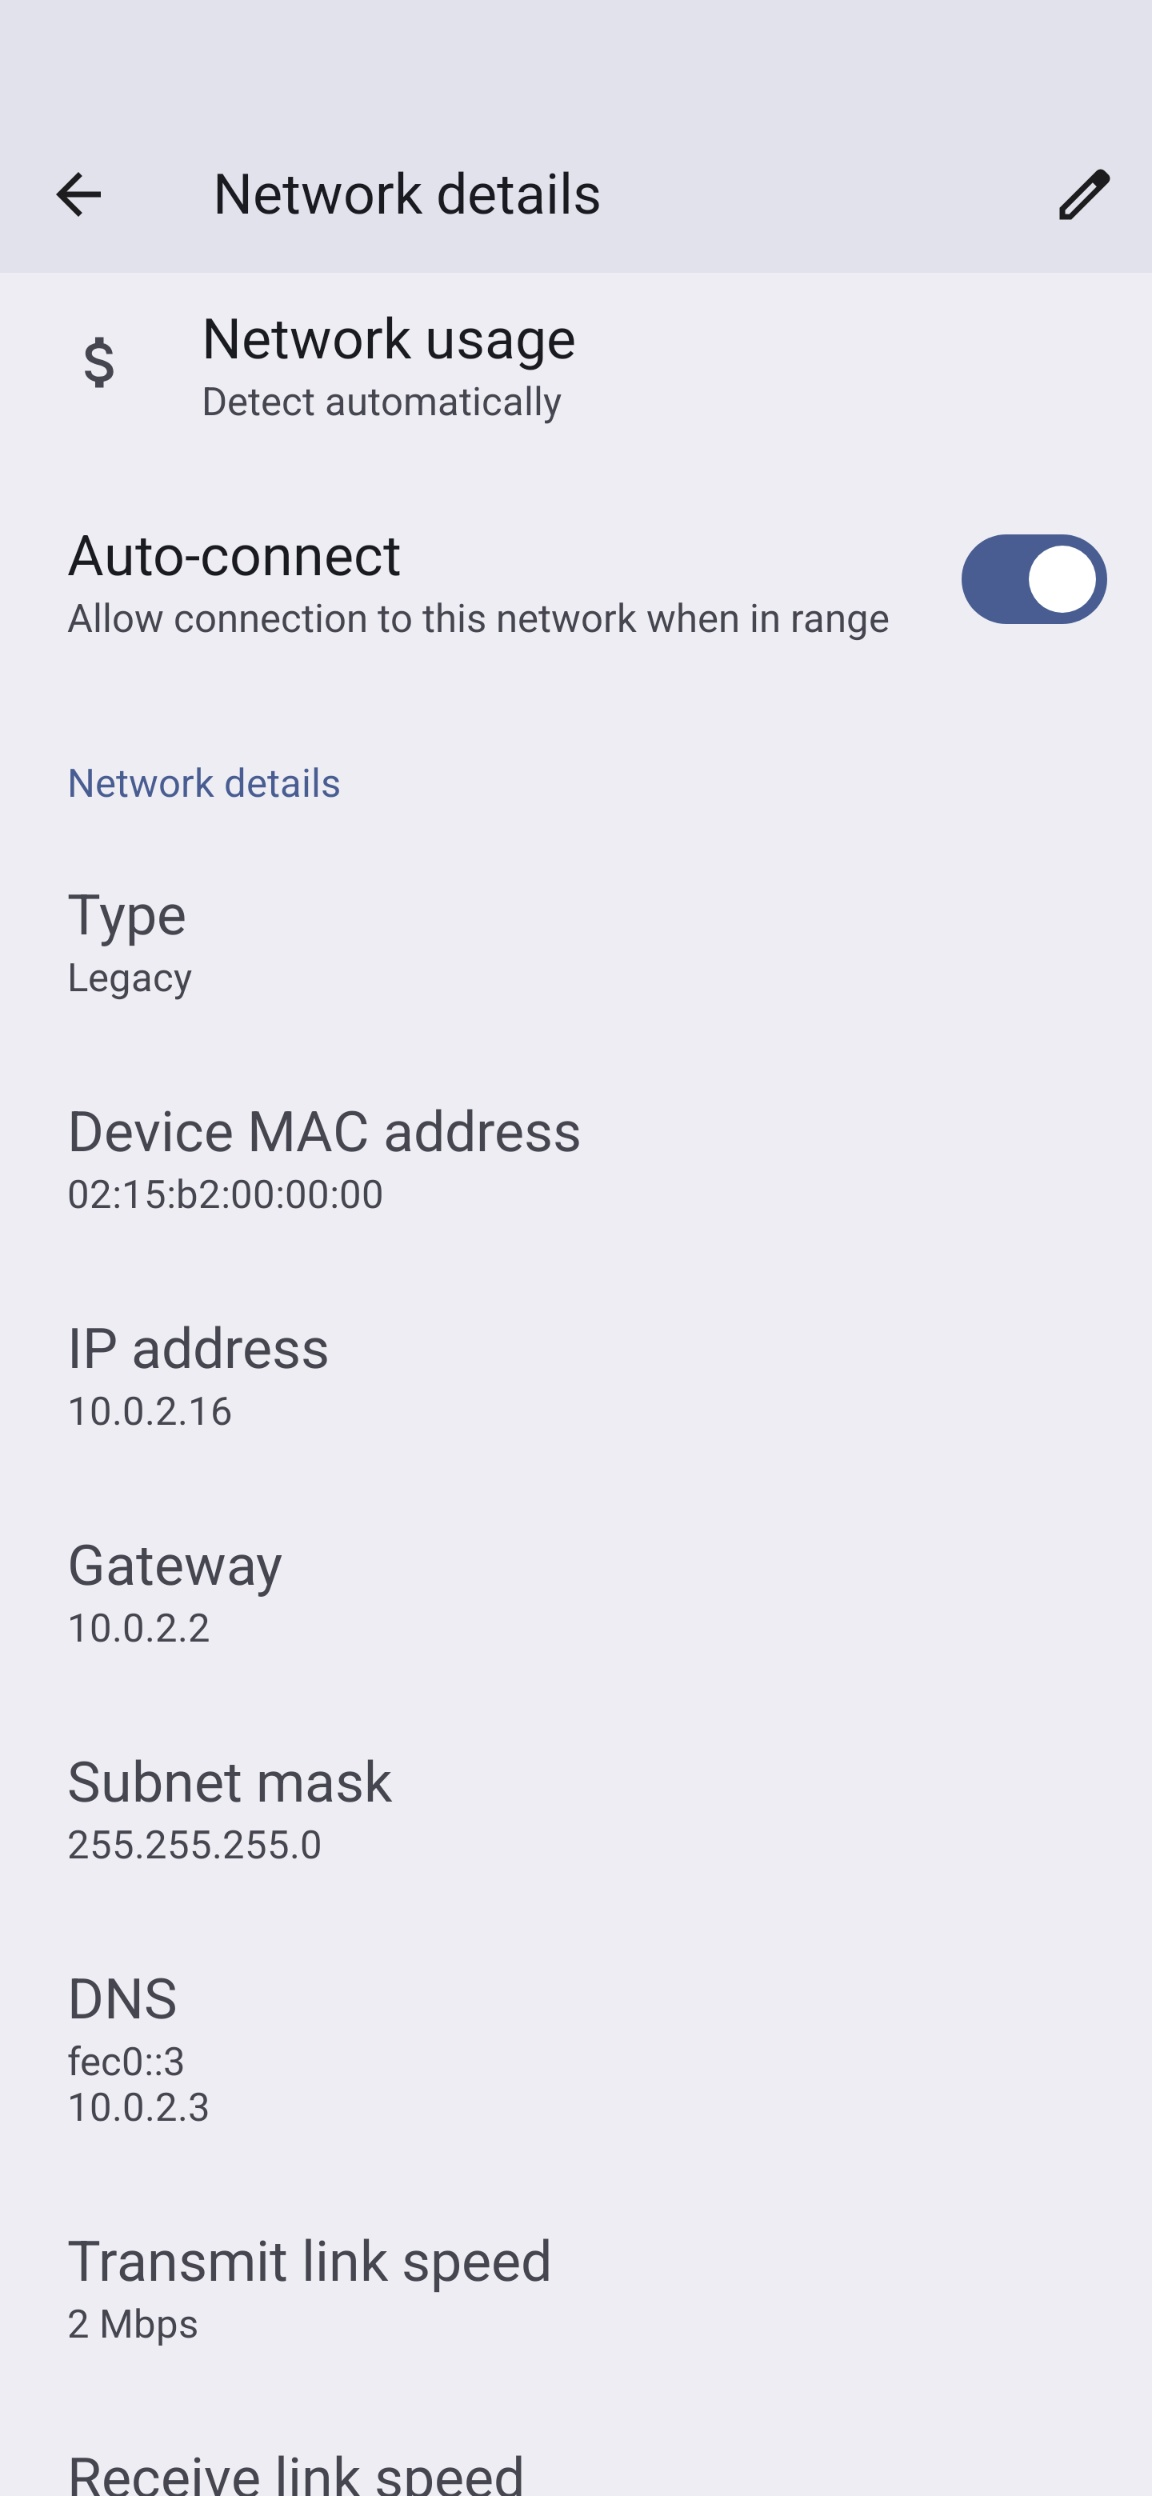 Network details
Network usage
Detect automatically
Auto-connect
Allow connection to this network when in range
Network details
Type
Legacy
Device MAC address
02:15:b2:00:00:00
IP address
10.0.2.16
Gateway
10.0.2.2
Subnet mask
255.255.255.0
DNS
fec0::3
10.0.2.3
Transmit link speed
2 Mbps
Receive link speed